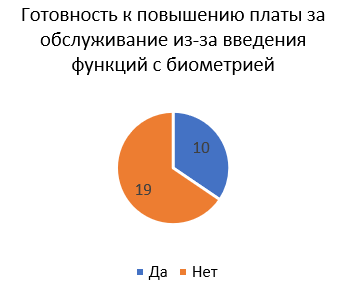 Готовность к повышению платы за
обслуживание из-за введения
функций с биометрией
10
19
Да
Нет